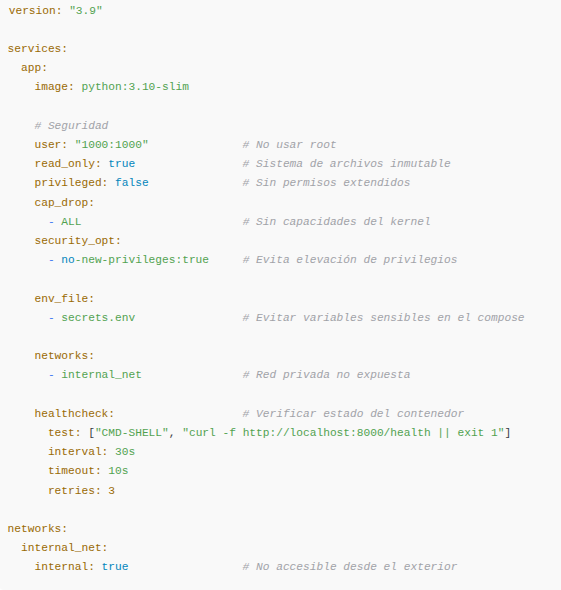 version: "3.9"
services:
app:
image: python:3.10-slim
# Seguridad
user: "1000:1000" # No usar root
read_only: true # Sistema de archivos inmutable
privileged: false # Sin permisos extendidos
cap_drop:
- ALL # Sin capacidades del kernel
security_opt:
- no-new-privileges:true # Evita elevación de privilegios
env_file:
- secrets.env # Evitar variables sensibles en el compose
networks:
- internal_net # Red privada no expuesta
healthcheck: # Verificar estado del contenedor
test: ["CMD-SHELL", "curl -f http://localhost:8000/health || exit 1"]
interval: 30s
timeout: 10s
retries: 3
networks:
internal_net:
internal: true # No accesible desde el exterior